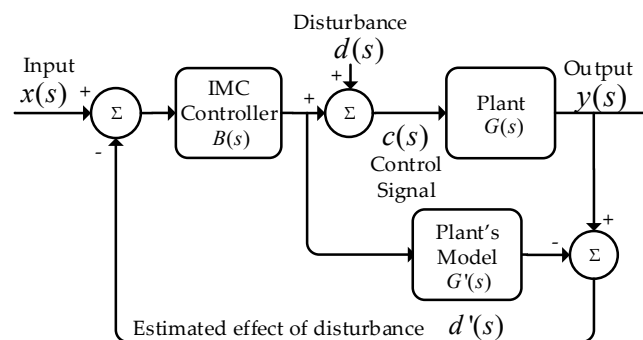 Disturbance
d(s)
Input
x(s)
+
Σ
-
IMC
Controller
B(s)
+
+
Σ
c(s)
Control
Signal
Plant
G(s)
Output
y(s)
Plant's
Model
G'(s)
-
+
Σ
Estimated effect of disturbance d'(s)